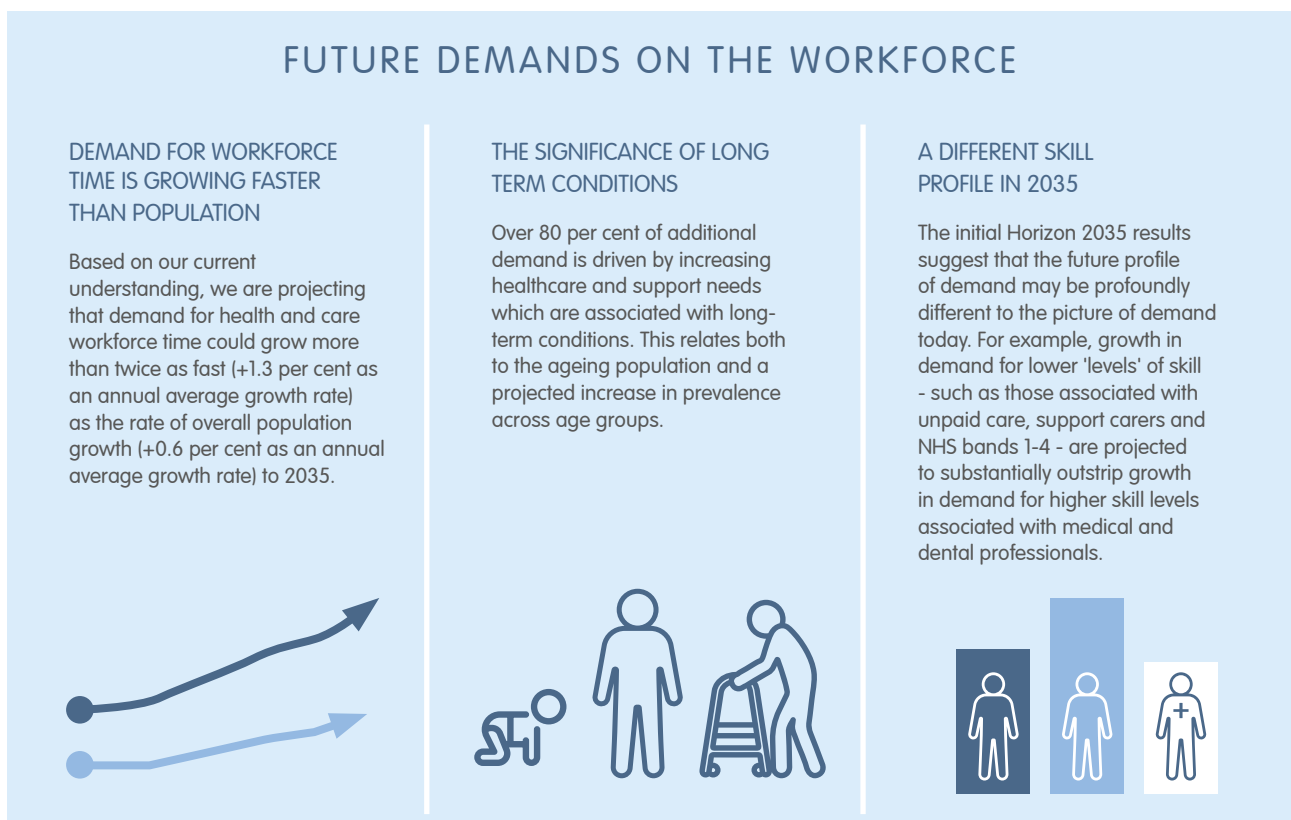 FUTURE DEMANDS ON THE WORKFORCE
DEMAND FOR WORKFORCE
TIME IS GROWING FASTER
THAN POPULATION
Based on our current
understanding, we are projecting
that demand for health and care
workforce time could grow more
than twice as fast (+1.3 per cent as
an annual average growth rate)
as the rate of overall population
growth (+0.6 per cent as an annual
average growth rate) to 2035.
THE SIGNIFICANCE OF LONG
TERM CONDITIONS
Over 80 per cent of additional
demand is driven by increasing
healthcare and support needs
which are associated with long-
term conditions. This relates both
to the ageing population and a
projected increase in prevalence
across age groups.
A DIFFERENT SKILL
PROFILE IN 2035
The initial Horizon 2035 results
suggest that the future profile
of demand may be profoundly
different to the picture of demand
today. For example, growth in
demand for lower 'levels' of skill
- such as those associated with
unpaid care, support carers and
NHS bands 1-4 - are projected
to substantially outstrip growth
in demand for higher skill levels
associated with medical and
dental professionals.